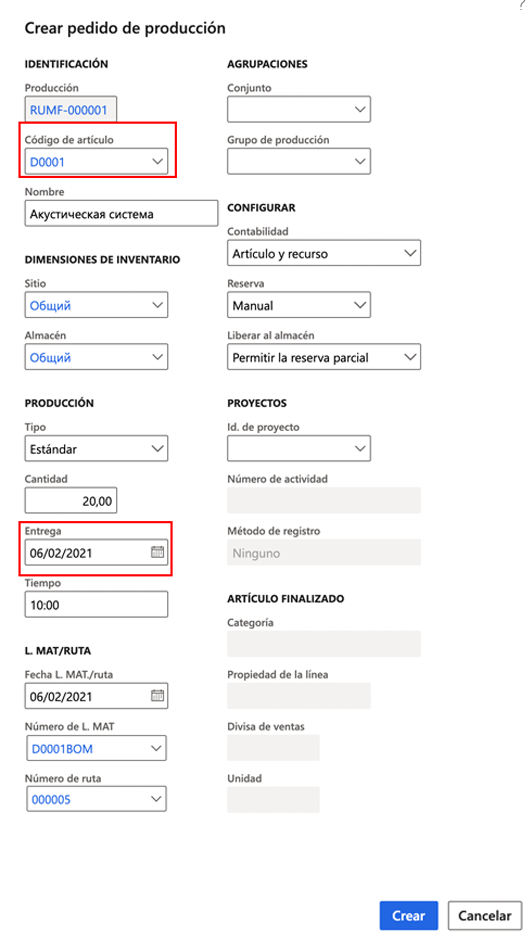 Crear pedido de producción
IDENTIFICACIÓN
Producción
RUMF-000001
Código de artículo
D0001
Nombre
Акустическая система
DIMENSIONES DE INVENTARIO
Sitio
Общий
Almacén
Общий
PRODUCCIÓN
Tipo
Estándar
Cantidad
20,00
Entrega
06/02/2021
Tiempo
10:00
L. MAT/RUTA
Fecha L. MAT./ruta
06/02/2021
Número de L. MAT
D0001BOM
Número de ruta
000005
AGRUPACIONES
Conjunto
Grupo de producción
CONFIGURAR
Contabilidad
Artículo y recurso
Reserva
Manual
Liberar al almacén
Permitir la reserva parcial
PROYECTOS
Id. de proyecto
Número de actividad
Método de registro
Ninguno
ARTÍCULO FINALIZADO
Categoría
Propiedad de la línea
Divisa de ventas
Unidad
Crear
Cancelar